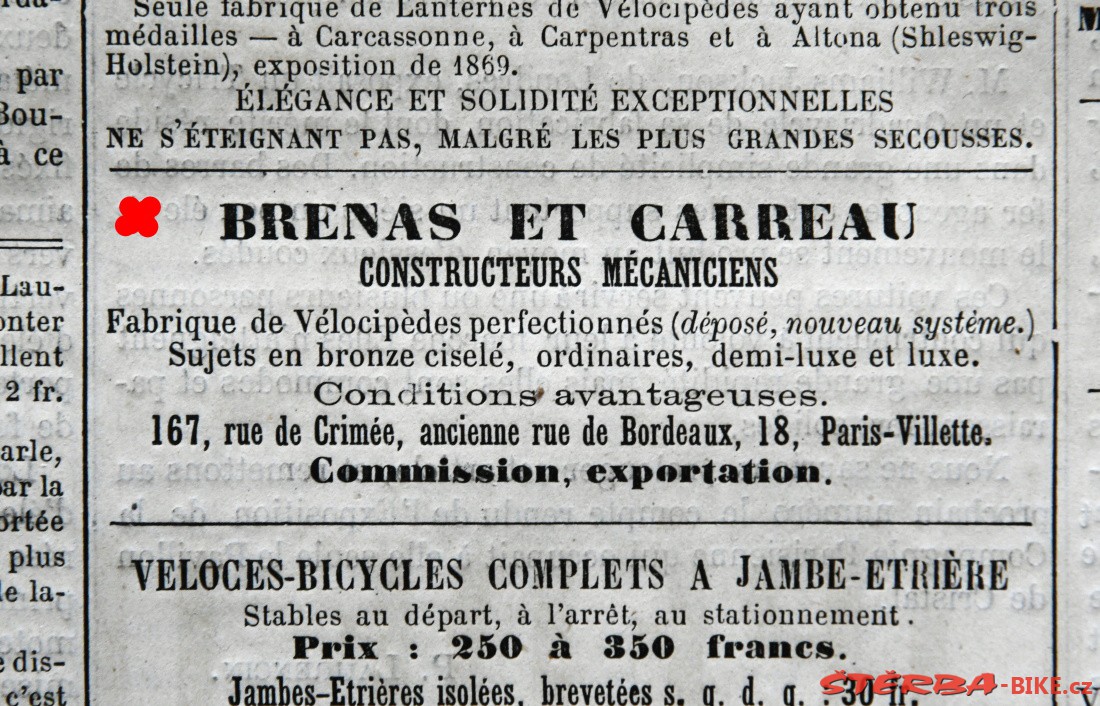 Seule fabrique de Lanternes de Vélocipèdes ayant obtenu trois
médailles — à Carcassonne, à Carpentras et à Altona (Shleswig-
Holstein), exposition de 1869.
ÉLÉGANCE ET SOLIDITÉ EXCEPTIONNELLES
NE S'ÉTEIGNANT PAS, MALGRÉ LES PLUS GRANDES SECOUSSES.
BRENAS ET CARREAU
CONSTRUCTEURS MÉCANICIENS
Fabrique de Vélocipèdes perfectionnés (déposé, nouveau système.)
Sujets en bronze ciselé, ordinaires, demi-luxe et luxe.
Conditions avantageuses.
167, rue de Crimée, ancienne rue de Bordeaux, 18, Paris-Villette.
Commission, exportation.
VELOCES-BICYCLES COMPLETS A JAMBE-ETRIÈRE
Stables au départ, à l'arrêt, au stationnement.
Prix : 250 à 350 francs.
Jambes-Etrières isolées, brevetées s. g. d. g. : 30 fr.
par
Bou-
à ce
Lau-
onter
llent
2 fr.
arle,
par la
ortée
plus
le la-
e dis-
c'est
ŠTĚRBA-BIKE.cz